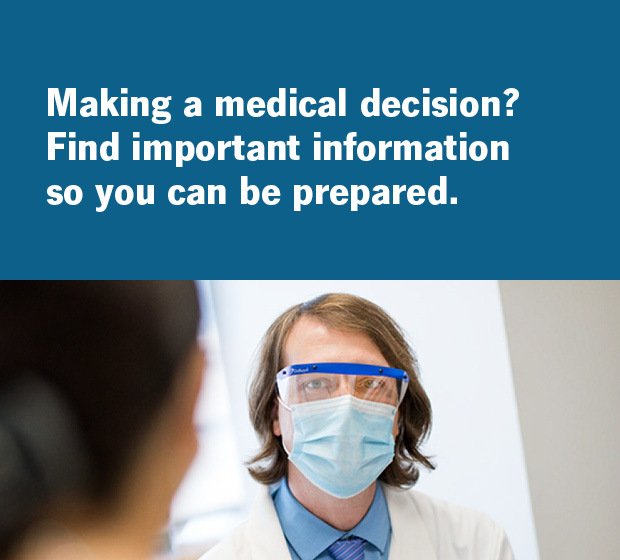 Making a medical decision?
Find important information
so you can be prepared.